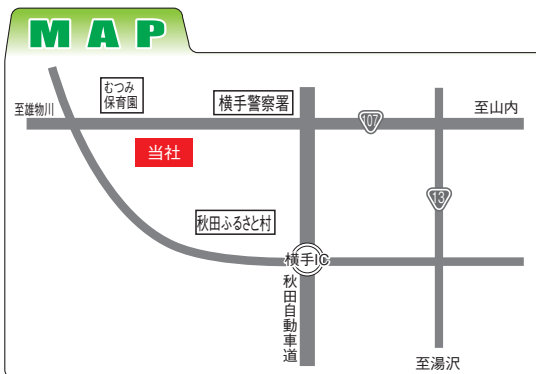 MAP
むつみ
保育園
横手警察署
至雄物川
至山内
107
当社
13
秋田ふるさと村
横手IC
秋田自動車道
至湯沢